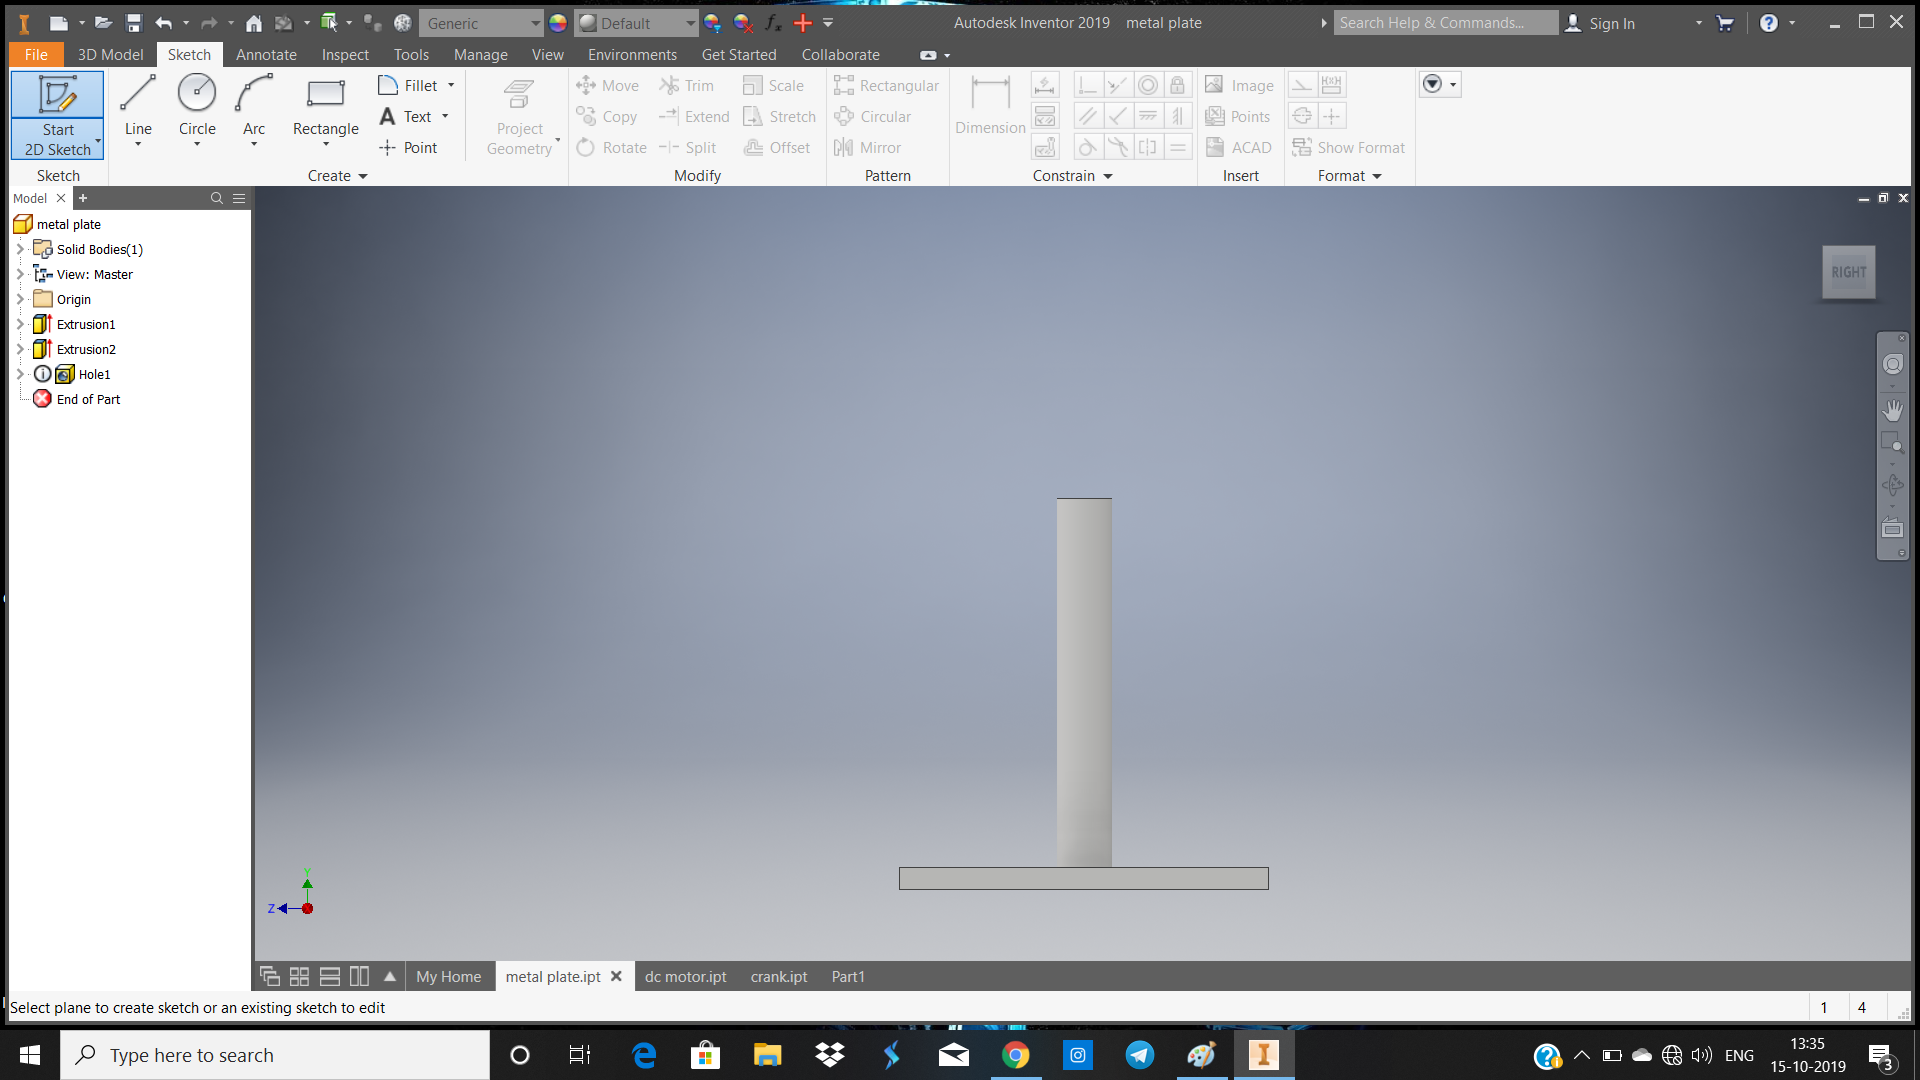 Generic
Default
Autodesk Inventor 2019 metal plate
Search Help & Commands...
Sign In
File 3D Model Sketch Annotate Inspect Tools Manage View Environments Get Started Collaborate
Start
2D Sketch
Line
Circle
Arc
Rectangle
Fillet
A Text
Point
Project
Geometry
Move
Copy
Rotate
Trim
Extend
Split
Scale
Stretch
Offset
Rectangular
Circular
Mirror
Dimension
Image
Points
ACAD
Show Format
Sketch Create Modify Pattern Constrain Insert Format
Model
metal plate
Solid Bodies(1)
View: Master
Origin
Extrusion1
Extrusion2
Hole1
End of Part
RIGHT
Y
Z
My Home metal plate.ipt dc motor.ipt crank.ipt Part1
Select plane to create sketch or an existing sketch to edit
1 4
Type here to search
ENG
13:35
15-10-2019
3